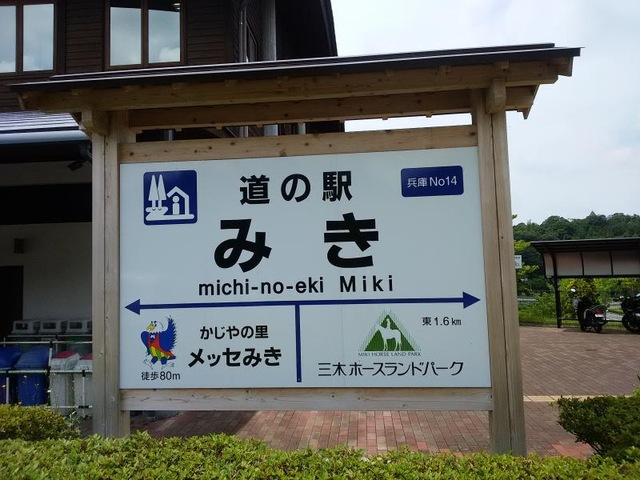 道の駅
兵庫 No14
みき
michi-no-eki Miki
かじやの里
メッセみき
徒歩80m
東1.6km
MIKI HORSE LAND PARK
三木ホースランドパーク